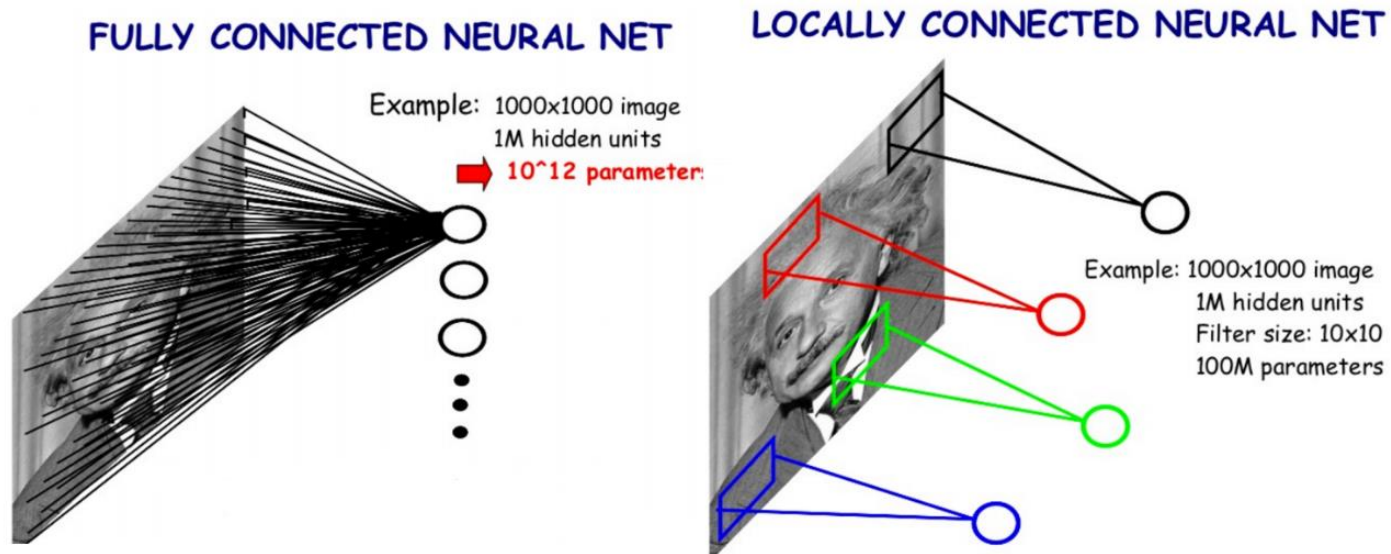 FULLY CONNECTED NEURAL NET
Example: 1000x1000 image
1M hidden units
10^12 parameter:
LOCALLY CONNECTED NEURAL NET
Example: 1000x1000 image
1M hidden units
Filter size: 10x10
100M parameters